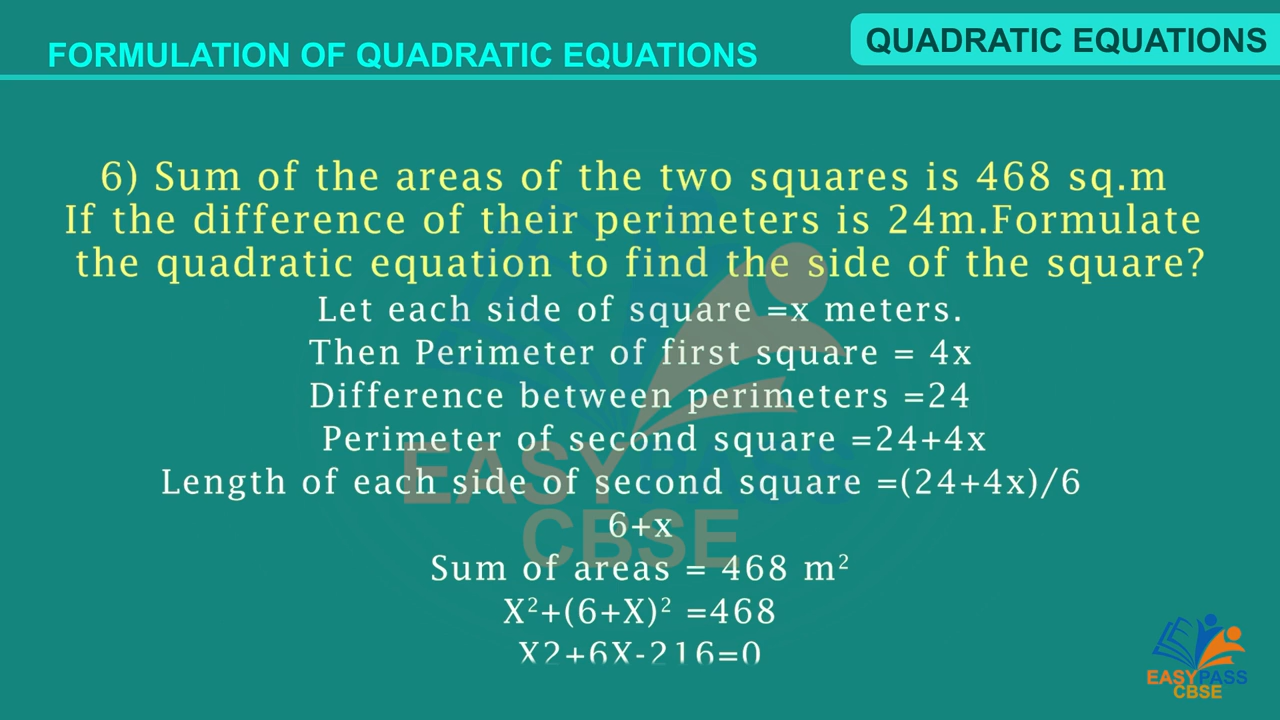 FORMULATION OF QUADRATIC EQUATIONS
QUADRATIC EQUATIONS
6) Sum of the areas of the two squares is 468 sq.m
If the difference of their perimeters is 24m.Formulate
the quadratic equation to find the side of the square?
Let each side of square =x meters.
Then Perimeter of first square = 4x
Difference between perimeters =24
Perimeter of second square =24+4x
Length of each side of second square =(24+4x)/6
6+x
Sum of areas = 468 m²
X²+(6+X)² =468
X2+6X-216=0
EASYPASS
CBSE
EASYPASS
CBSE